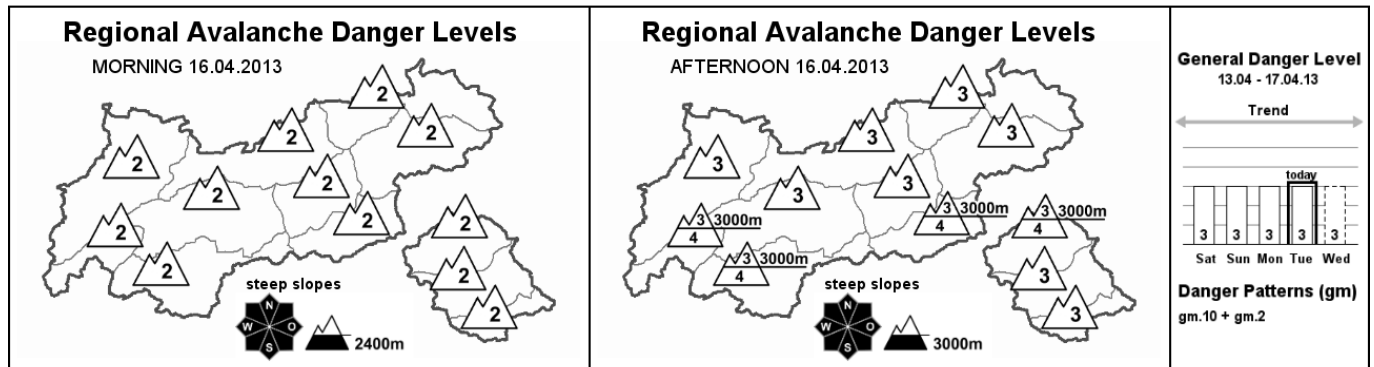 Regional Avalanche Danger Levels
MORNING 16.04.2013
2
2
2
2
2
2
2
2
2
2
2
2
steep slopes
N
W O
S
2400m
Regional Avalanche Danger Levels
AFTERNOON 16.04.2013
3
3
3
3
3
3
3 3000m
4
3 3000m
4
3 3000m
4
3 3000m
4
3
3
steep slopes
N
W O
S
3000m
General Danger Level
13.04 - 17.04.13
Trend
today
3 3 3 3 3
Sat Sun Mon Tue Wed
Danger Patterns (gm)
gm.10 + gm.2